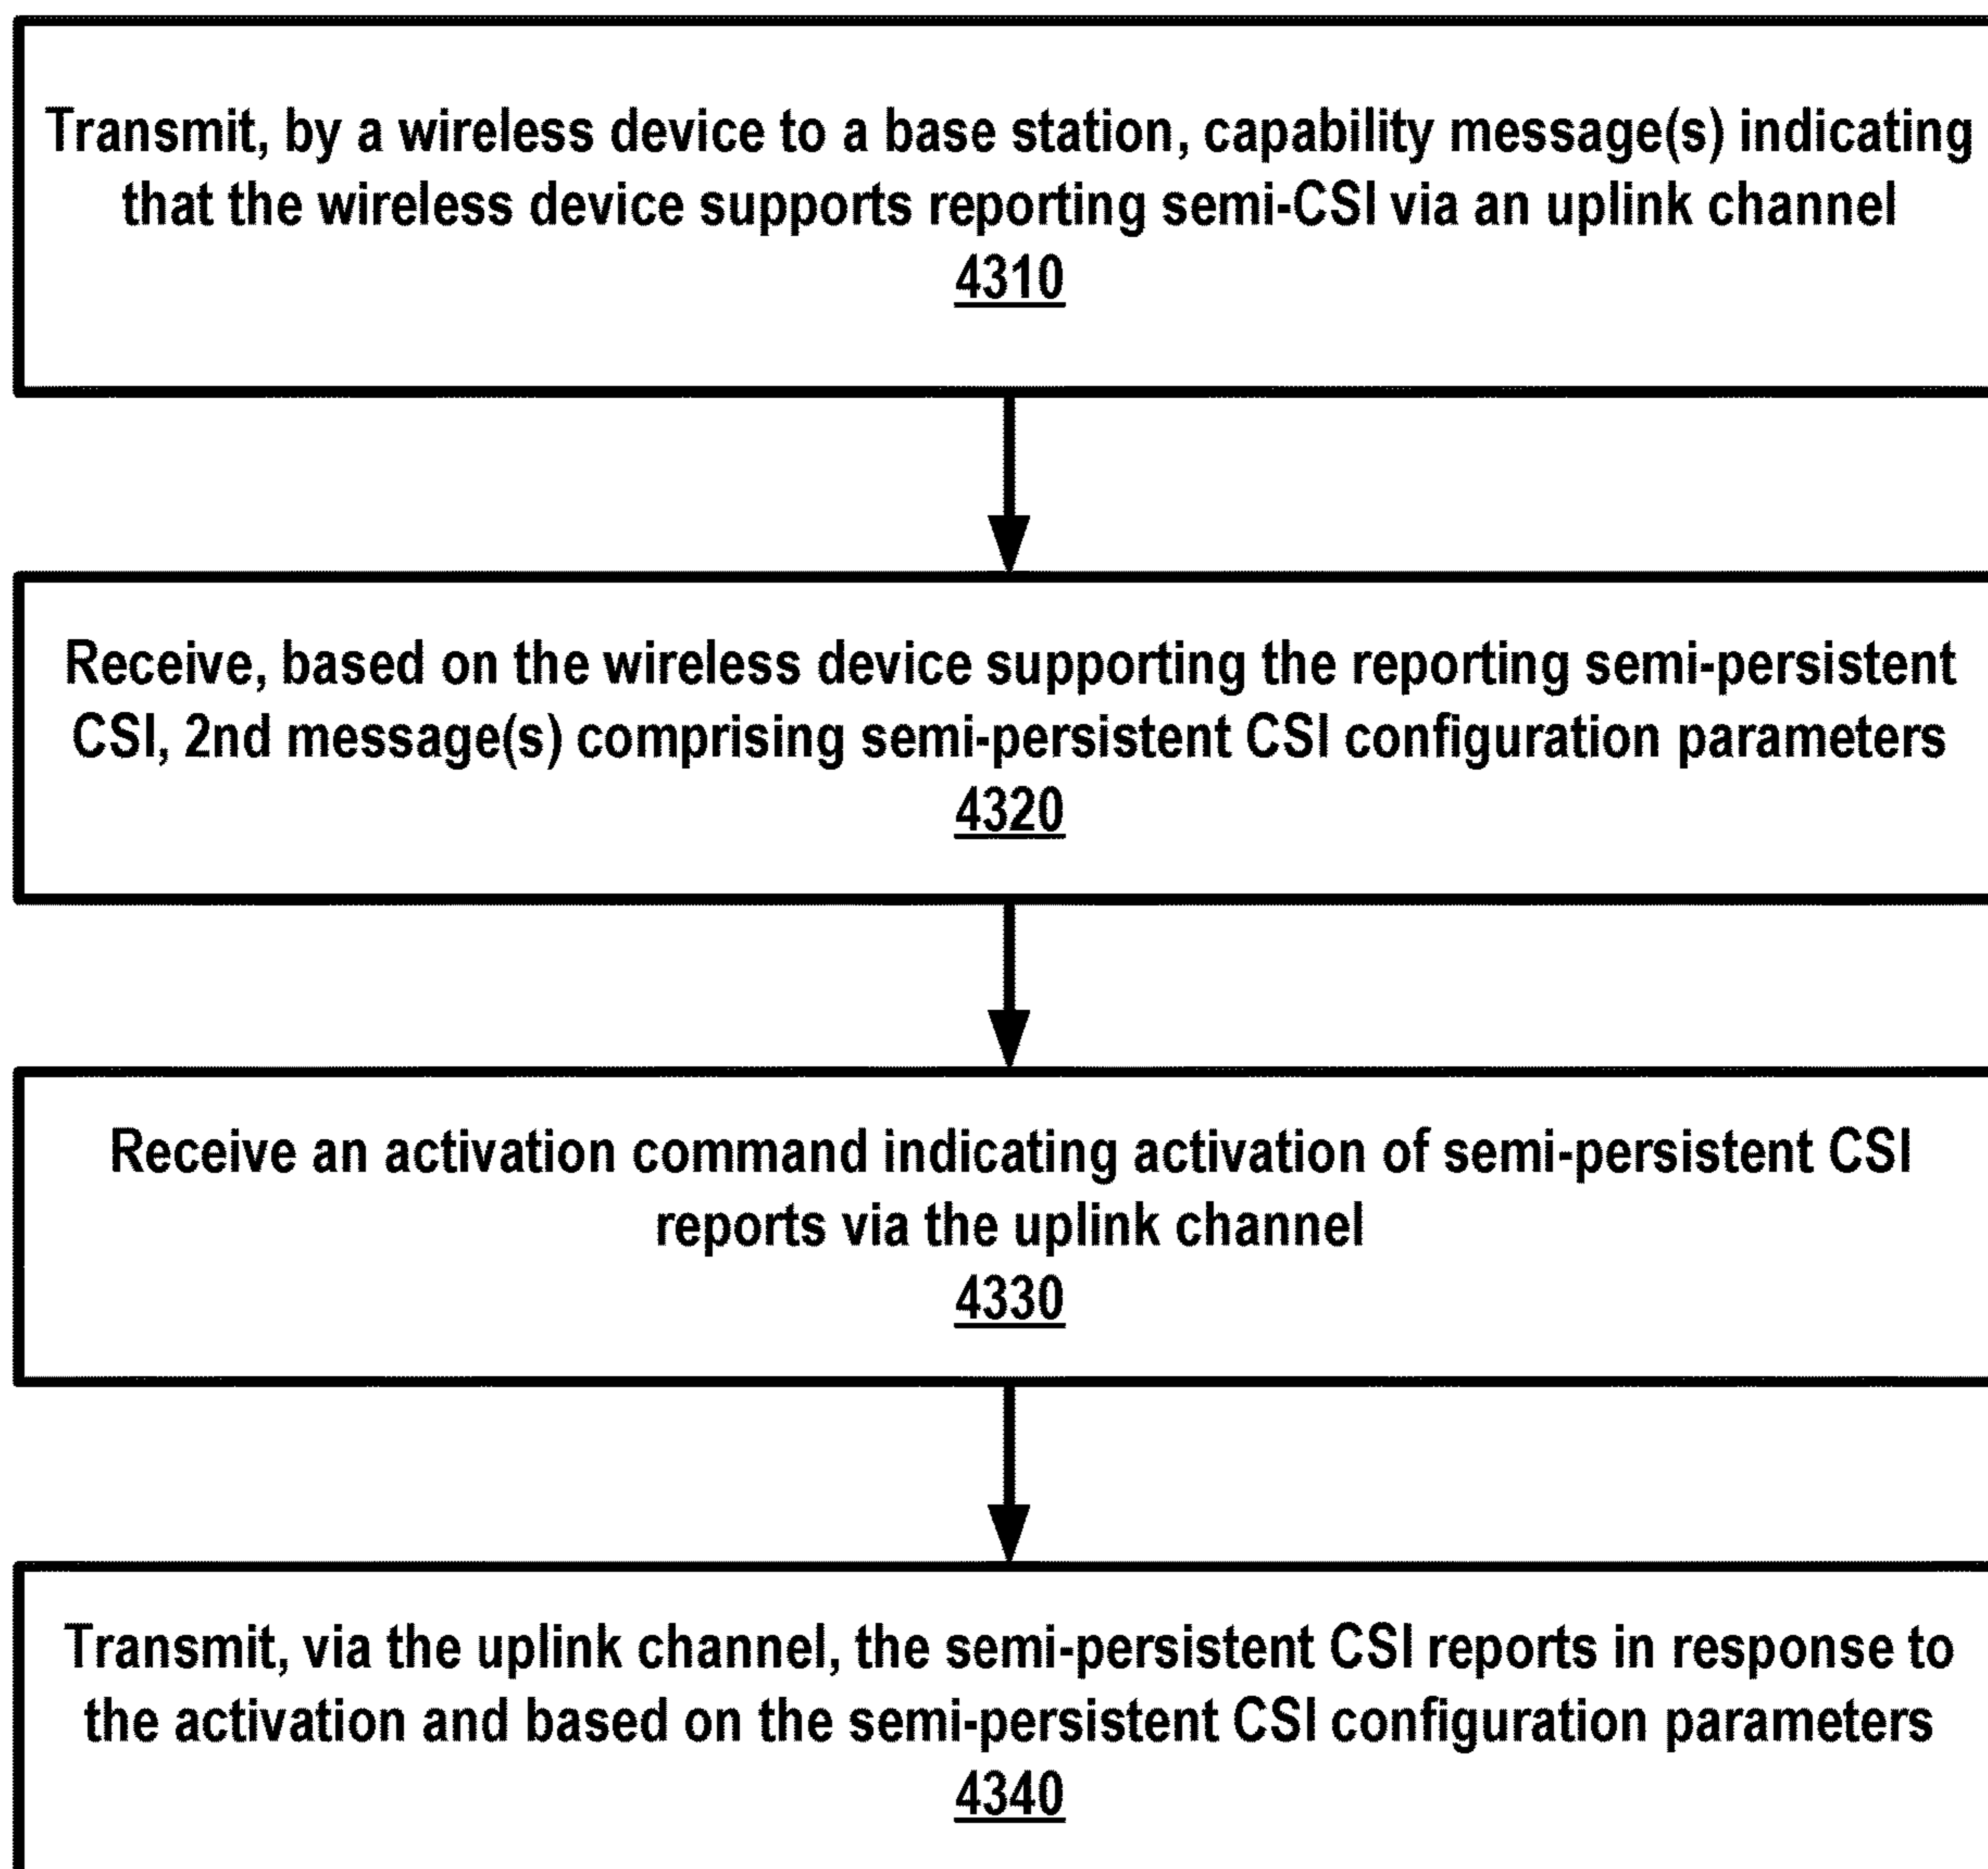 Transmit, by a wireless device to a base station, capability message(s) indicating
that the wireless device supports reporting semi-CSI via an uplink channel
4310
Receive, based on the wireless device supporting the reporting semi-persistent
CSI, 2nd message(s) comprising semi-persistent CSI configuration parameters
4320
Receive an activation command indicating activation of semi-persistent CSI
reports via the uplink channel
4330
Transmit, via the uplink channel, the semi-persistent CSI reports in response to
the activation and based on the semi-persistent CSI configuration parameters
4340